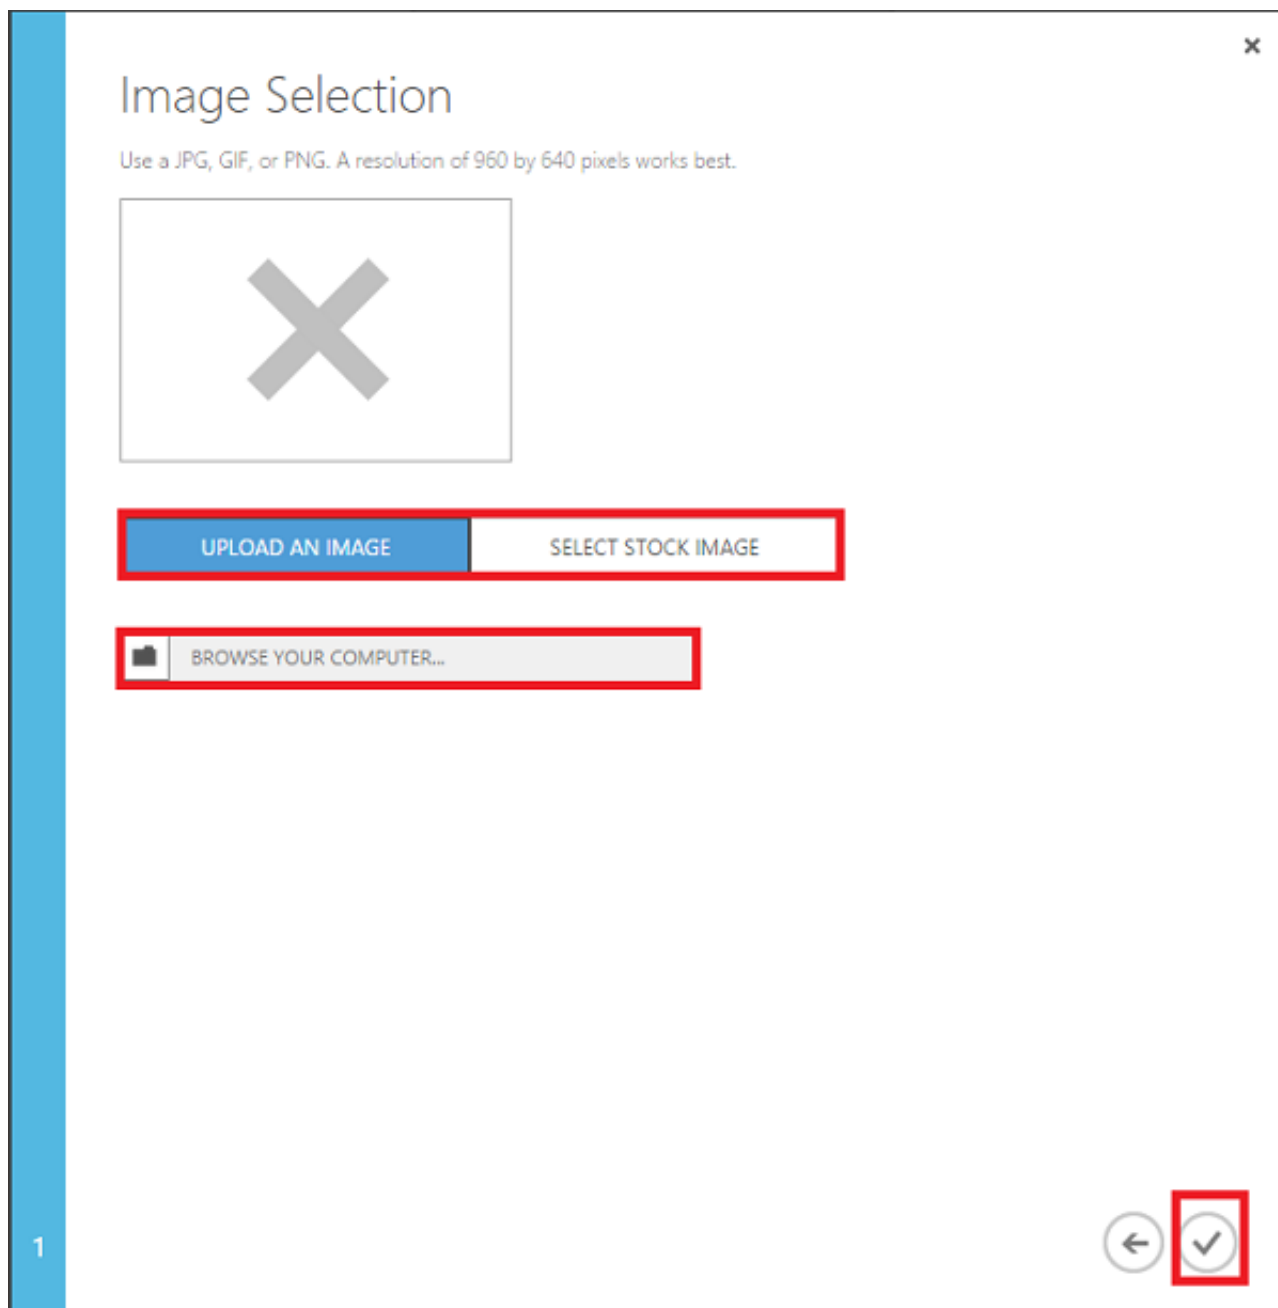 Image Selection
Use a JPG, GIF, or PNG. A resolution of 960 by 640 pixels works best.
UPLOAD AN IMAGE
SELECT STOCK IMAGE
BROWSE YOUR COMPUTER...
1